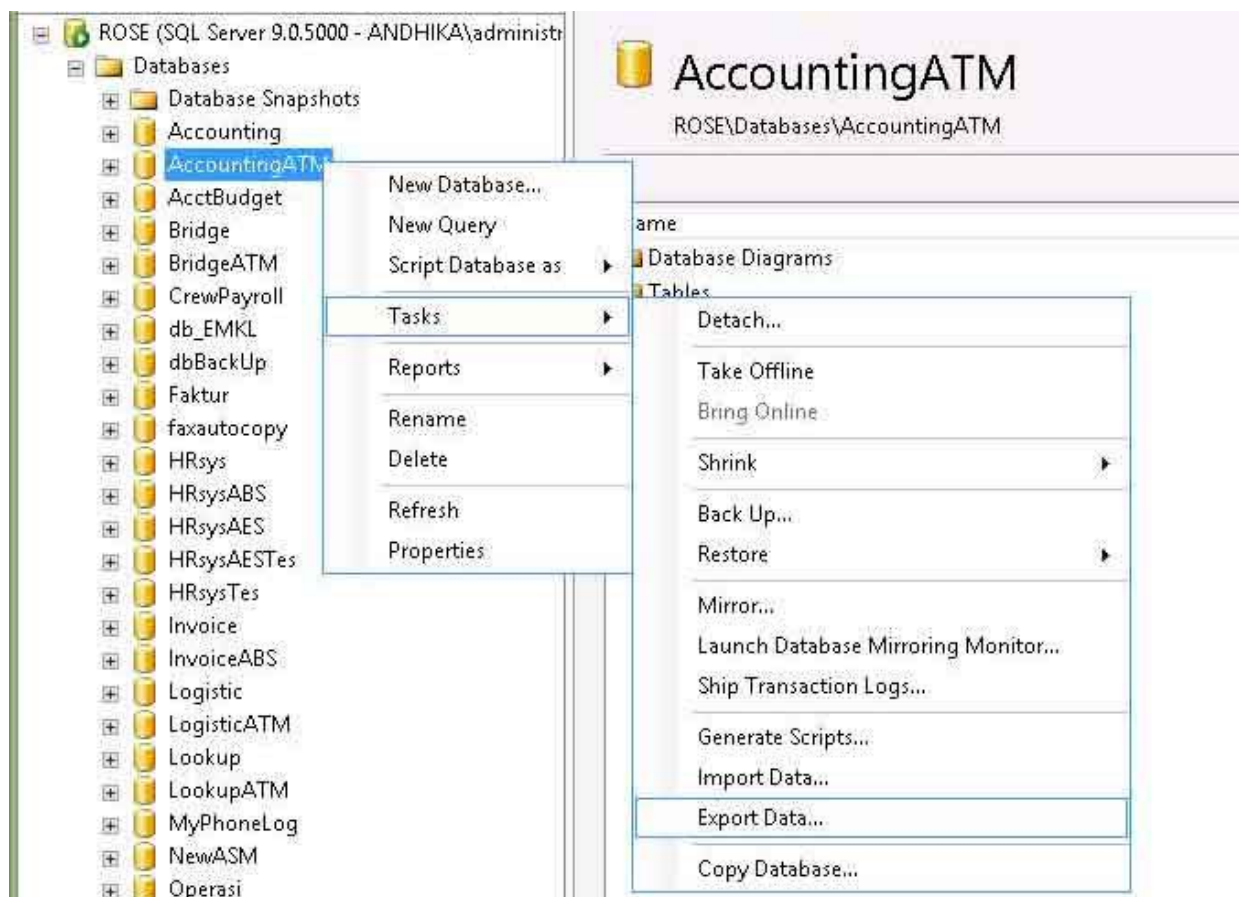 ROSE (SQL Server 9.0.5000 - ANDHIKA\administr
Databases
Database Snapshots
Accounting
AccountingATM
AcctBudget
Bridge
BridgeATM
CrewPayroll
db_EMKL
dbBackUp
Faktur
faxautocopy
HRsys
HRsysABS
HRsysAES
HRsysAESTes
HRsysTes
Invoice
InvoiceABS
Logistic
LogisticATM
Lookup
LookupATM
MyPhoneLog
NewASM
Operasi
New Database...
New Query
Script Database as
Tasks
Reports
Rename
Delete
Refresh
Properties
AccountingATM
ROSE\Databases\AccountingATM
ame
Database Diagrams
Tables
Detach...
Take Offline
Bring Online
Shrink
Back Up...
Restore
Mirror...
Launch Database Mirroring Monitor...
Ship Transaction Logs...
Generate Scripts...
Import Data...
Export Data...
Copy Database...